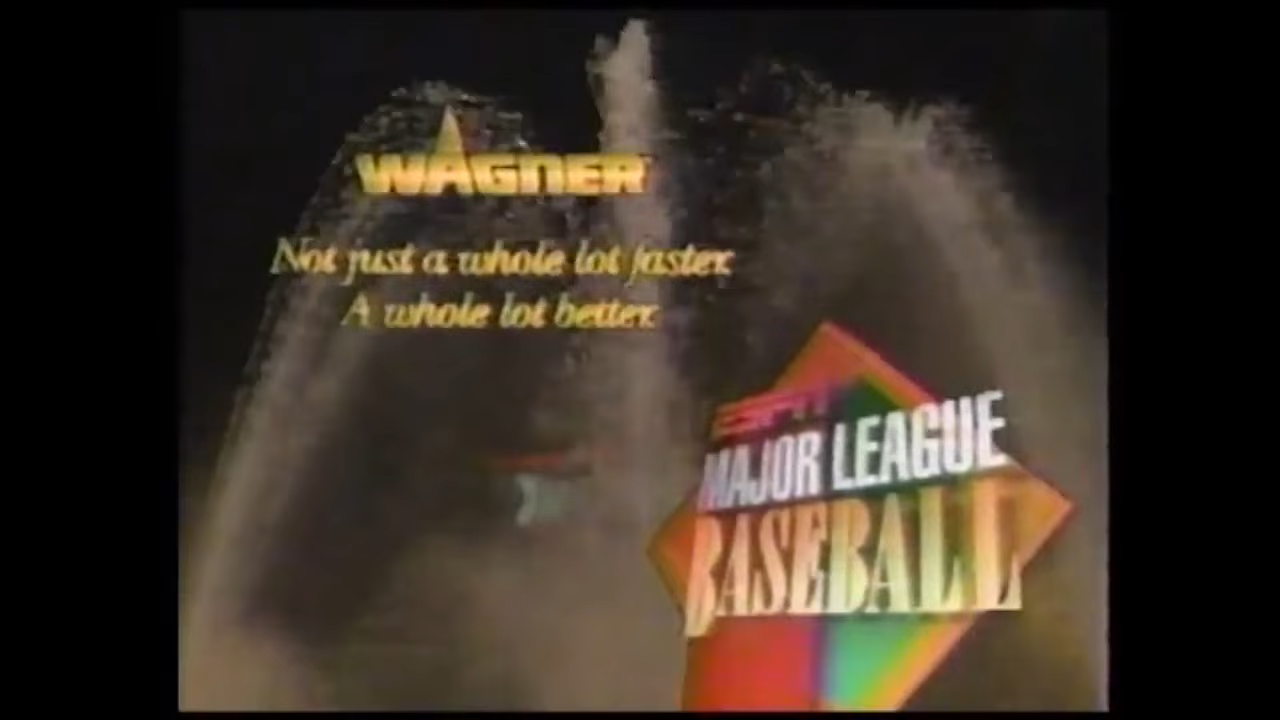 WAGNER
Not just a whole lot faster.
A whole lot better.
ESPN
MAJOR LEAGUE
BASEBALL